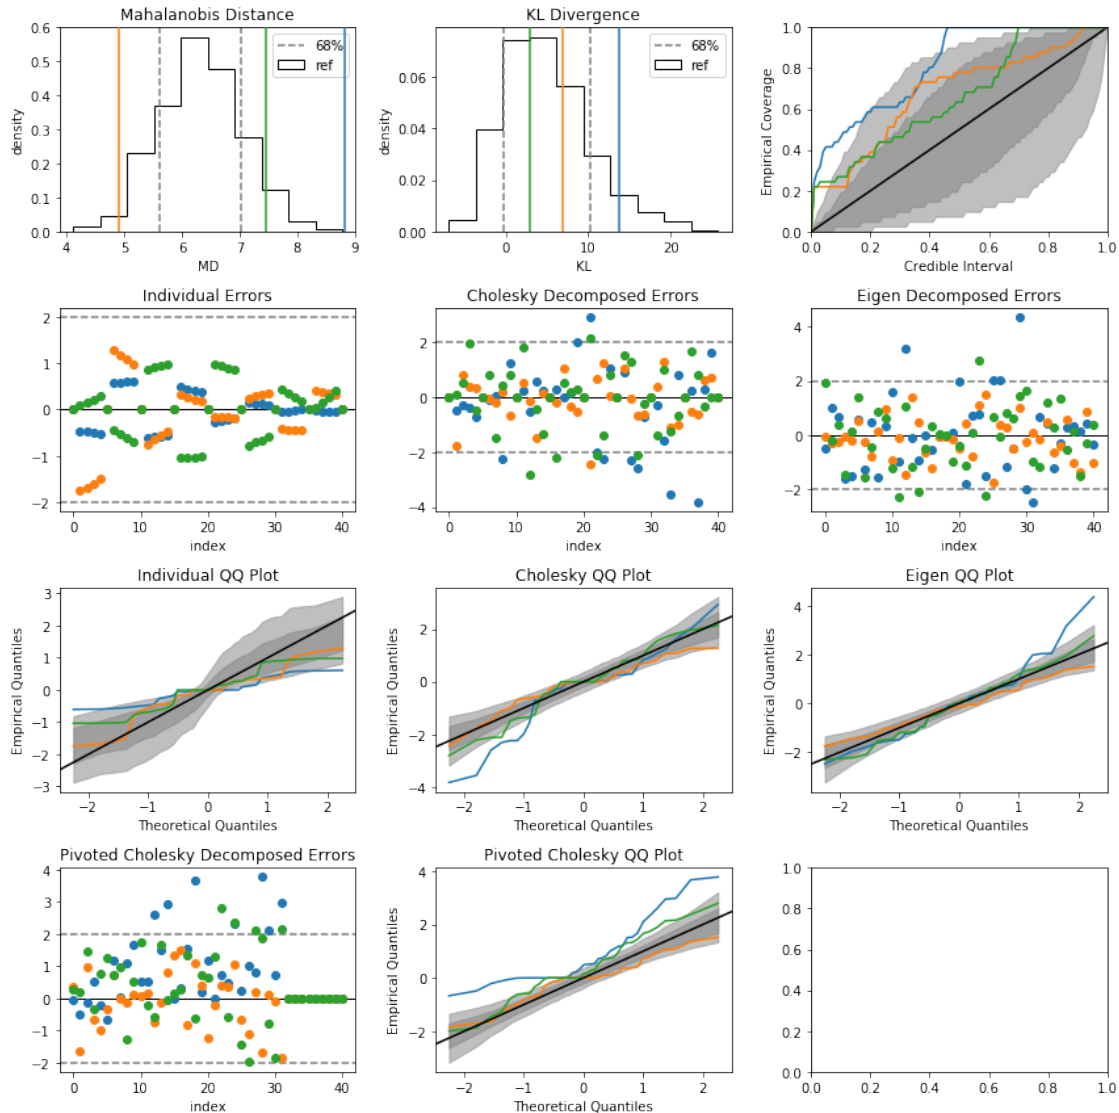 Mahalanobis Distance
density
0.6
0.5
0.4
0.3
0.2
0.1
0.0
68%
ref
4 5 6 7 8 9
MD
KL Divergence
density
0.06
0.04
0.02
0.00
68%
ref
0 10 20
KL
Empirical Coverage
1.0
0.8
0.6
0.4
0.2
0.0
0.0 0.2 0.4 0.6 0.8 1.0
Credible Interval
Individual Errors
2
1
0
−1
−2
0 10 20 30 40
index
Cholesky Decomposed Errors
2
0
−2
−4
0 10 20 30 40
index
Eigen Decomposed Errors
4
2
0
−2
0 10 20 30 40
index
Individual QQ Plot
Empirical Quantiles
3
2
1
0
−1
−2
−3
−2 −1 0 1 2
Theoretical Quantiles
Cholesky QQ Plot
Empirical Quantiles
2
0
−2
−4
−2 −1 0 1 2
Theoretical Quantiles
Eigen QQ Plot
Empirical Quantiles
4
2
0
−2
−2 −1 0 1 2
Theoretical Quantiles
Pivoted Cholesky Decomposed Errors
4
3
2
1
0
−1
−2
0 10 20 30 40
index
Pivoted Cholesky QQ Plot
Empirical Quantiles
4
2
0
−2
−2 −1 0 1 2
Theoretical Quantiles
1.0
0.8
0.6
0.4
0.2
0.0
0.0 0.2 0.4 0.6 0.8 1.0